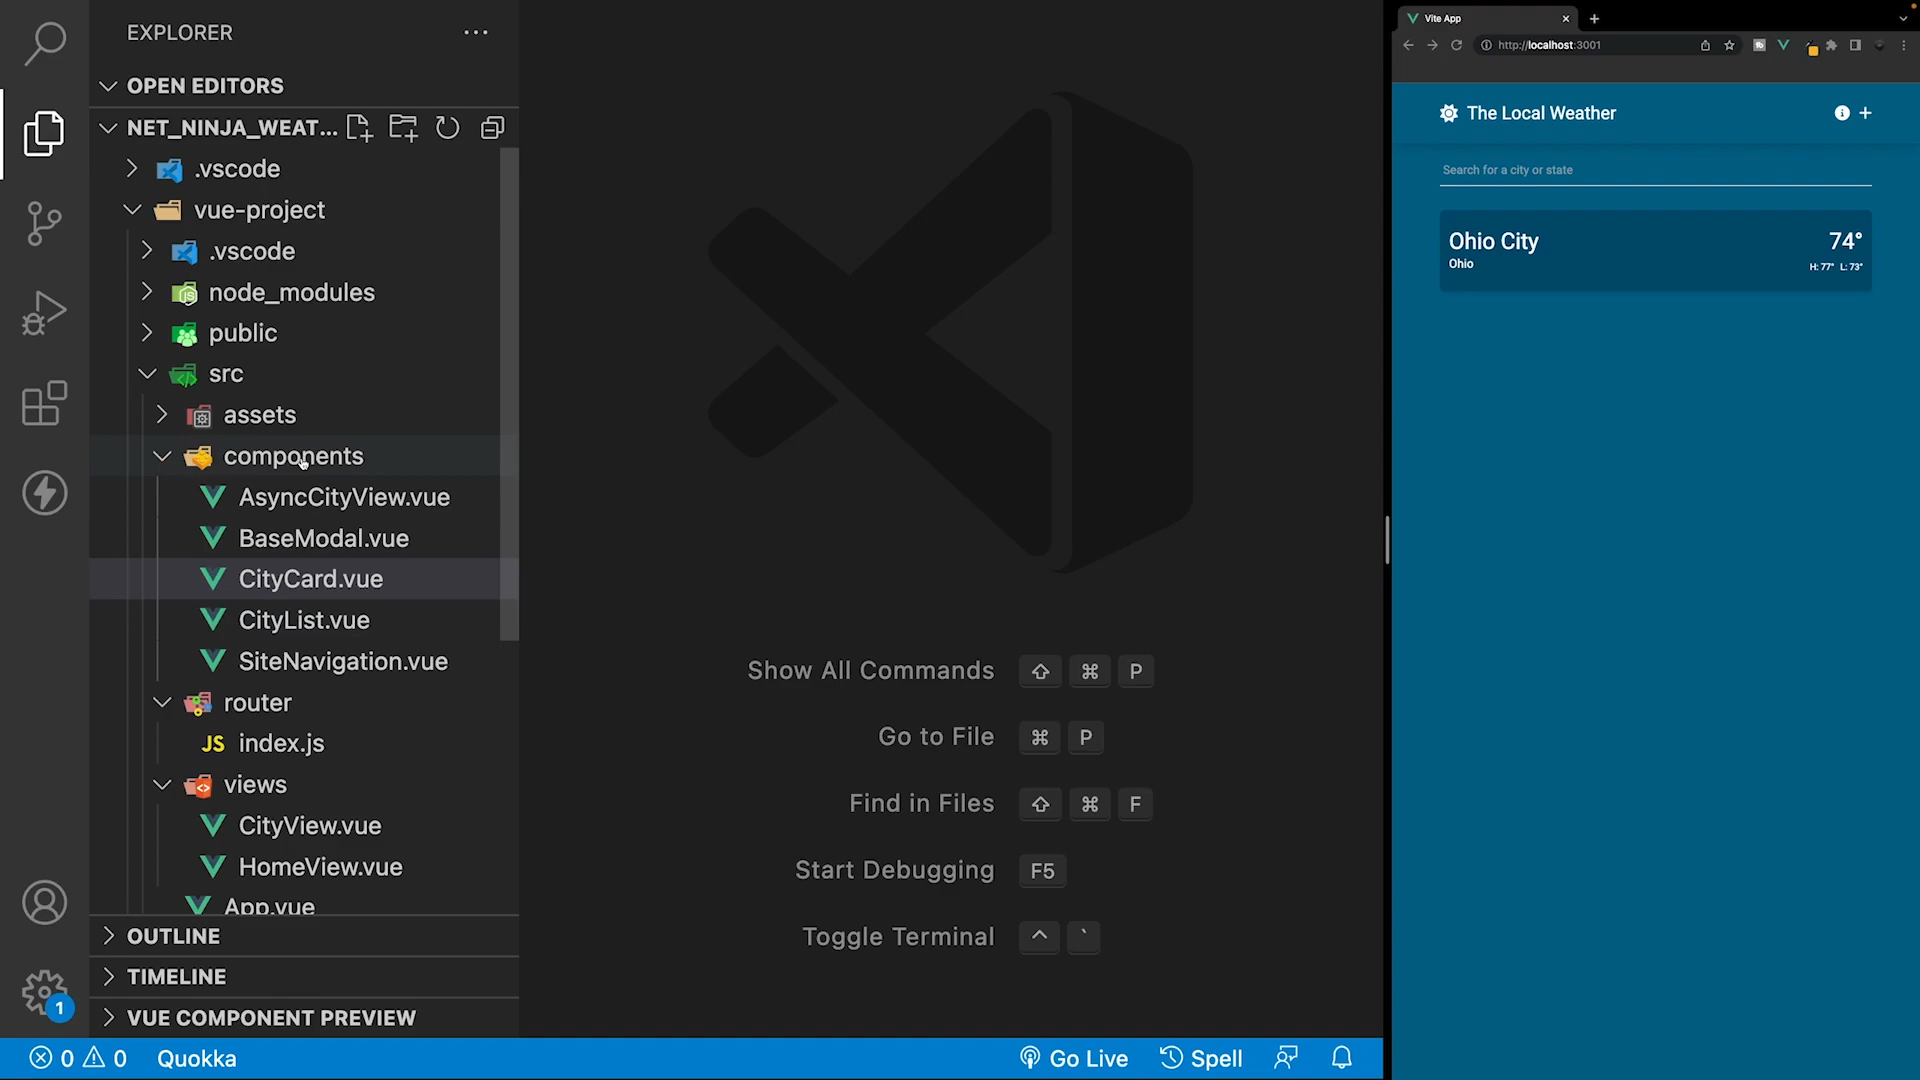 EXPLORER
OPEN EDITORS
NET_NINJA_WEAT...
.vscode
vue-project
.vscode
node_modules
public
src
assets
components
AsyncCityView.vue
BaseModal.vue
CityCard.vue
CityList.vue
SiteNavigation.vue
router
JS index.js
views
CityView.vue
HomeView.vue
App.vue
OUTLINE
TIMELINE
VUE COMPONENT PREVIEW
1
Show All Commands ⇧ ⌘ P
Go to File ⌘ P
Find in Files ⇧ ⌘ F
Start Debugging F5
Toggle Terminal ^ `
0 0 Quokka
Go Live Spell
Vite App
http://localhost:3001
The Local Weather
Search for a city or state
Ohio City 74°
Ohio H: 77° L: 73°